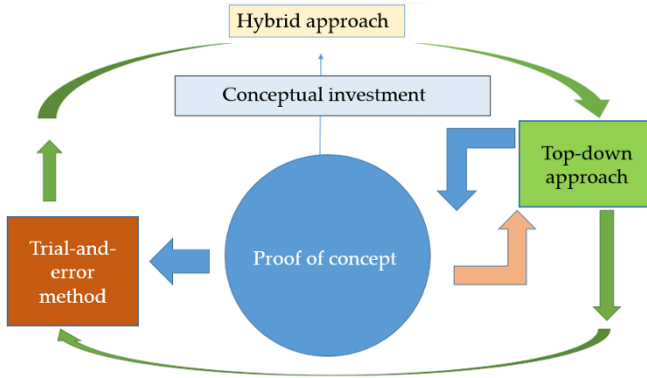 Hybrid approach
Conceptual investment
Top-down
approach
Trial-and-
error
method
Proof of concept